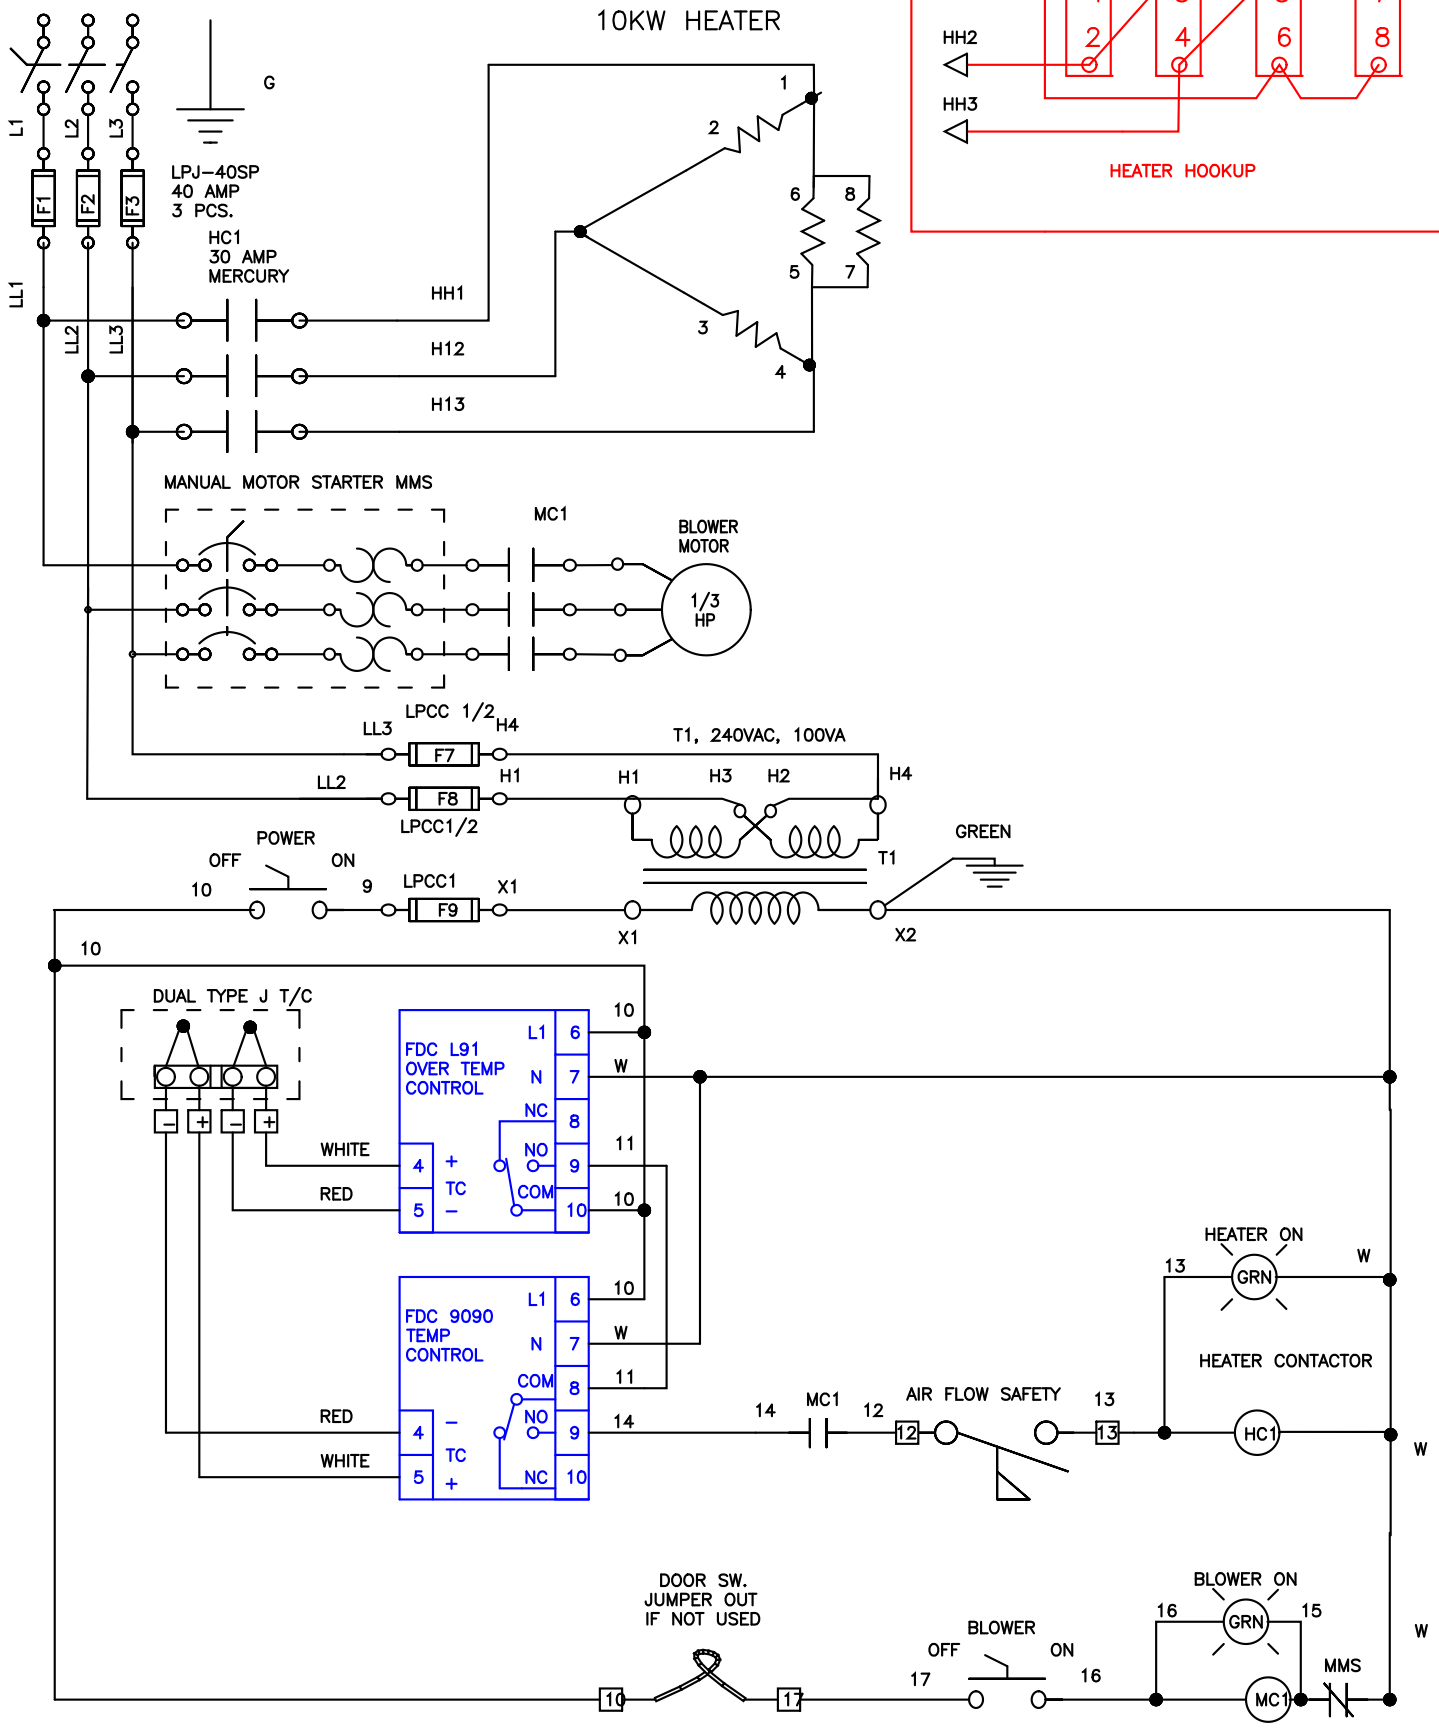 10KW HEATER
2
4
6
8
HH2
HH3
HEATER HOOKUP
G
L1
L2
L3
F1
F2
F3
LPJ-40SP
40 AMP
3 PCS.
HC1
30 AMP
MERCURY
1
2
6
8
5
7
3
4
LL1
LL2
LL3
HH1
H12
H13
MANUAL MOTOR STARTER MMS
MC1
BLOWER
MOTOR
1/3
HP
LPCC 1/2
LL3
H4
F7
T1, 240VAC, 100VA
LL2
H1
F8
LPCC1/2
H1
H3
H2
H4
T1
GREEN
POWER
OFF
ON
10
9
LPCC1
X1
F9
X1
X2
10
DUAL TYPE J T/C
- + - +
FDC L91
OVER TEMP
CONTROL
L1 6
N 7
NC 8
NO 9
COM 10
4 +
TC
5 -
10
W
11
10
WHITE
RED
FDC 9090
TEMP
CONTROL
L1 6
N 7
COM 8
NO 9
NC 10
4 -
TC
5 +
10
W
11
14
RED
WHITE
HEATER ON
13
GRN
W
HEATER CONTACTOR
14
MC1
12
12
AIR FLOW SAFETY
13
13
HC1
W
DOOR SW.
JUMPER OUT
IF NOT USED
10
17
17
BLOWER
OFF
ON
16
BLOWER ON
16
GRN
15
W
MC1
MMS